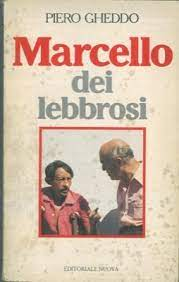 PIERO GHEDDO
Marcello
dei
lebbrosi
EDITORIALE NUOVA